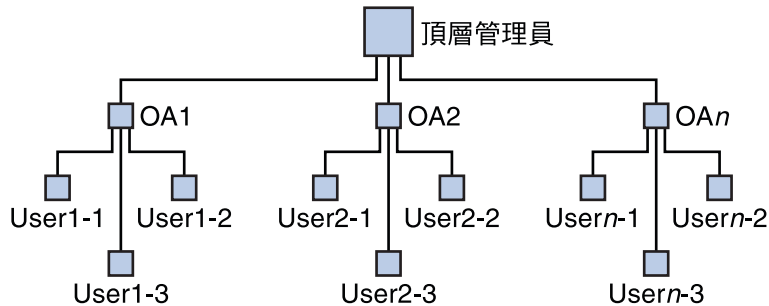 頂層管理員
OA1
OA2
OAn
User1-1
User1-2
User2-1
User2-2
Usern-1
Usern-2
User1-3
User2-3
Usern-3